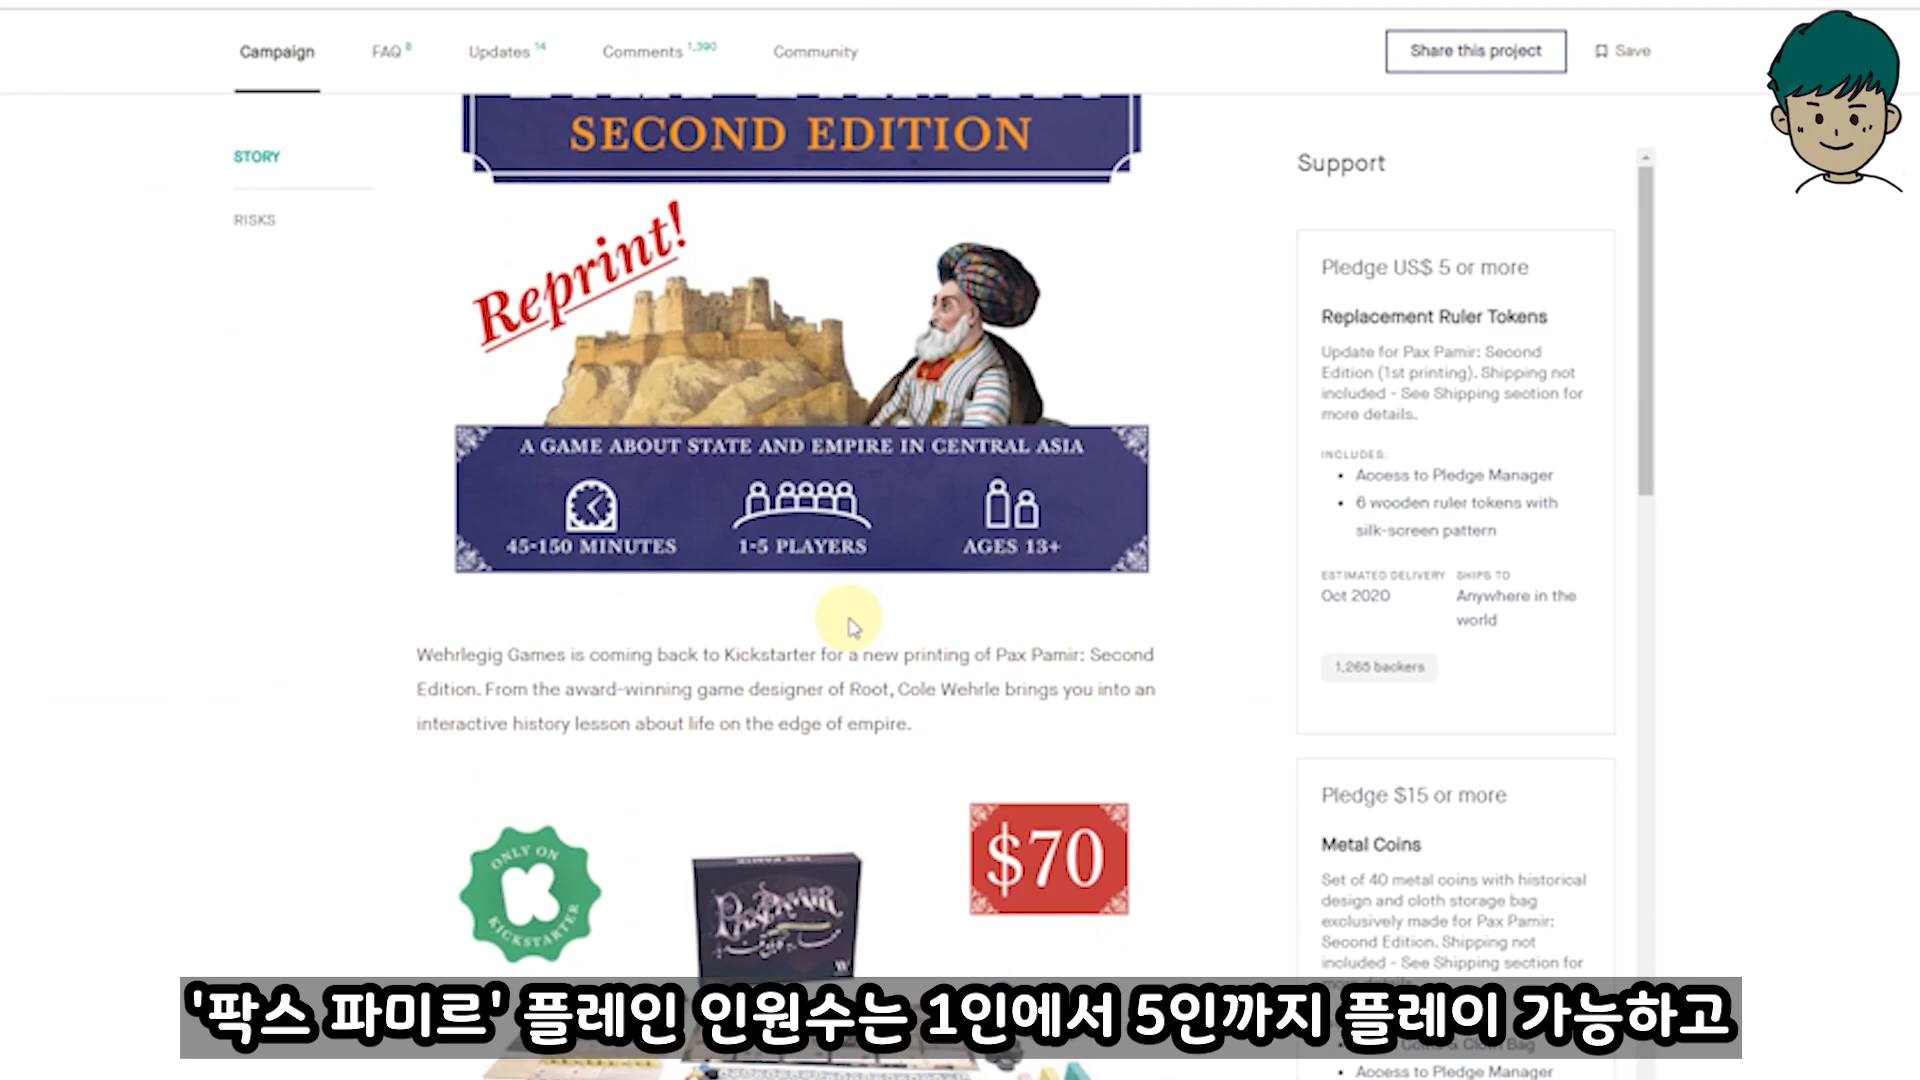 Campaign
FAQ 8
Updates 14
Comments 1,390
Community
Share this project
Save
STORY
RISKS
SECOND EDITION
Reprint!
A GAME ABOUT STATE AND EMPIRE IN CENTRAL ASIA
45-150 MINUTES
1-5 PLAYERS
AGES 13+
Wehrlegig Games is coming back to Kickstarter for a new printing of Pax Pamir: Second
Edition. From the award-winning game designer of Root, Cole Wehrle brings you into an
interactive history lesson about life on the edge of empire.
ONLY ON
K
KICKSTARTER
PAX PAMIR
W
$70
Support
Pledge US$ 5 or more
Replacement Ruler Tokens
Update for Pax Pamir: Second
Edition (1st printing). Shipping not
included - See Shipping section for
more details.
INCLUDES:
• Access to Pledge Manager
• 6 wooden ruler tokens with
silk-screen pattern
ESTIMATED DELIVERY
Oct 2020
SHIPS TO
Anywhere in the
world
1,265 backers
Pledge $15 or more
Metal Coins
Set of 40 metal coins with historical
design and cloth storage bag
exclusively made for Pax Pamir:
Second Edition. Shipping not
included - See Shipping section for
more details.
Coins & Cloth Bag
• Access to Pledge Manager
'팍스 파미르' 플레인 인원수는 1인에서 5인까지 플레이 가능하고